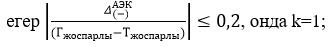 егер |Δ(−)^АЭК / (Гжоспарлы−Тжоспарлы)| ≤ 0,2, онда k=1;